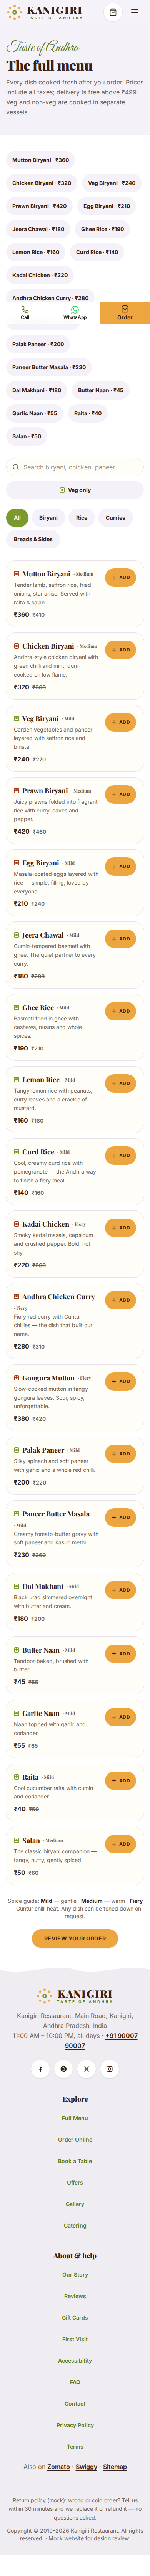 KANIGIRI
TASTE OF ANDHRA
Taste of Andhra
The full menu
Every dish cooked fresh after you order. Prices
include all taxes; delivery is free above ₹499.
Veg and non-veg are cooked in separate
vessels.
Mutton Biryani · ₹360
Chicken Biryani · ₹320
Veg Biryani · ₹240
Prawn Biryani · ₹420
Egg Biryani · ₹210
Jeera Chawal · ₹180
Ghee Rice · ₹190
Lemon Rice · ₹160
Curd Rice · ₹140
Kadai Chicken · ₹220
Andhra Chicken Curry · ₹280
Call
WhatsApp
Order
Palak Paneer · ₹200
Paneer Butter Masala · ₹230
Dal Makhani · ₹180
Butter Naan · ₹45
Garlic Naan · ₹55
Raita · ₹40
Salan · ₹50
Search biryani, chicken, paneer...
Veg only
All
Biryani
Rice
Curries
Breads & Sides
Mutton Biryani · Medium
Tender lamb, saffron rice, fried
onions, star anise. Served with
raita & salan.
₹360 ₹410
+ ADD
Chicken Biryani · Medium
Andhra-style chicken biryani with
green chilli and mint, dum-
cooked on low flame.
₹320 ₹360
+ ADD
Veg Biryani · Mild
Garden vegetables and paneer
layered with saffron rice and
birista.
₹240 ₹270
+ ADD
Prawn Biryani · Medium
Juicy prawns folded into fragrant
rice with curry leaves and
pepper.
₹420 ₹460
+ ADD
Egg Biryani · Mild
Masala-coated eggs layered with
rice — simple, filling, loved by
everyone.
₹210 ₹240
+ ADD
Jeera Chawal · Mild
Cumin-tempered basmati with
ghee. The quiet partner to every
curry.
₹180 ₹200
+ ADD
Ghee Rice · Mild
Basmati fried in ghee with
cashews, raisins and whole
spices.
₹190 ₹210
+ ADD
Lemon Rice · Mild
Tangy lemon rice with peanuts,
curry leaves and a crackle of
mustard.
₹160 ₹180
+ ADD
Curd Rice · Mild
Cool, creamy curd rice with
pomegranate — the Andhra way
to finish a fiery meal.
₹140 ₹160
+ ADD
Kadai Chicken · Fiery
Smoky kadai masala, capsicum
and crushed pepper. Bold, not
shy.
₹220 ₹260
+ ADD
Andhra Chicken Curry
· Fiery
Fiery red curry with Guntur
chillies — the dish that built our
name.
₹280 ₹310
+ ADD
Gongura Mutton · Fiery
Slow-cooked mutton in tangy
gongura leaves. Sour, spicy,
unforgettable.
₹380 ₹420
+ ADD
Palak Paneer · Mild
Silky spinach and soft paneer
with garlic and a whole red chilli.
₹200 ₹220
+ ADD
Paneer Butter Masala
· Mild
Creamy tomato-butter gravy with
soft paneer and kasuri methi.
₹230 ₹260
+ ADD
Dal Makhani · Mild
Black urad simmered overnight
with butter and cream.
₹180 ₹200
+ ADD
Butter Naan · Mild
Tandoor-baked, brushed with
butter.
₹45 ₹55
+ ADD
Garlic Naan · Mild
Naan topped with garlic and
coriander.
₹55 ₹65
+ ADD
Raita · Mild
Cool cucumber raita with cumin
and coriander.
₹40 ₹50
+ ADD
Salan · Medium
The classic biryani companion —
tangy, nutty, gently spiced.
₹50 ₹60
+ ADD
Spice guide: Mild — gentle · Medium — warm · Fiery
— Guntur chilli heat. Any dish can be toned down on
request.
REVIEW YOUR ORDER
KANIGIRI
TASTE OF ANDHRA
Kanigiri Restaurant, Main Road, Kanigiri,
Andhra Pradesh, India
11:00 AM – 10:00 PM, all days · +91 90007
90007
Explore
Full Menu
Order Online
Book a Table
Offers
Gallery
Catering
About & help
Our Story
Reviews
Gift Cards
First Visit
Accessibility
FAQ
Contact
Privacy Policy
Terms
Also on Zomato · Swiggy · Sitemap
Return policy (mock): wrong or cold order? Tell us
within 30 minutes and we replace it or refund it — no
questions asked.
Copyright © 2010–2026 Kanigiri Restaurant. All rights
reserved. · Mock website for design review.